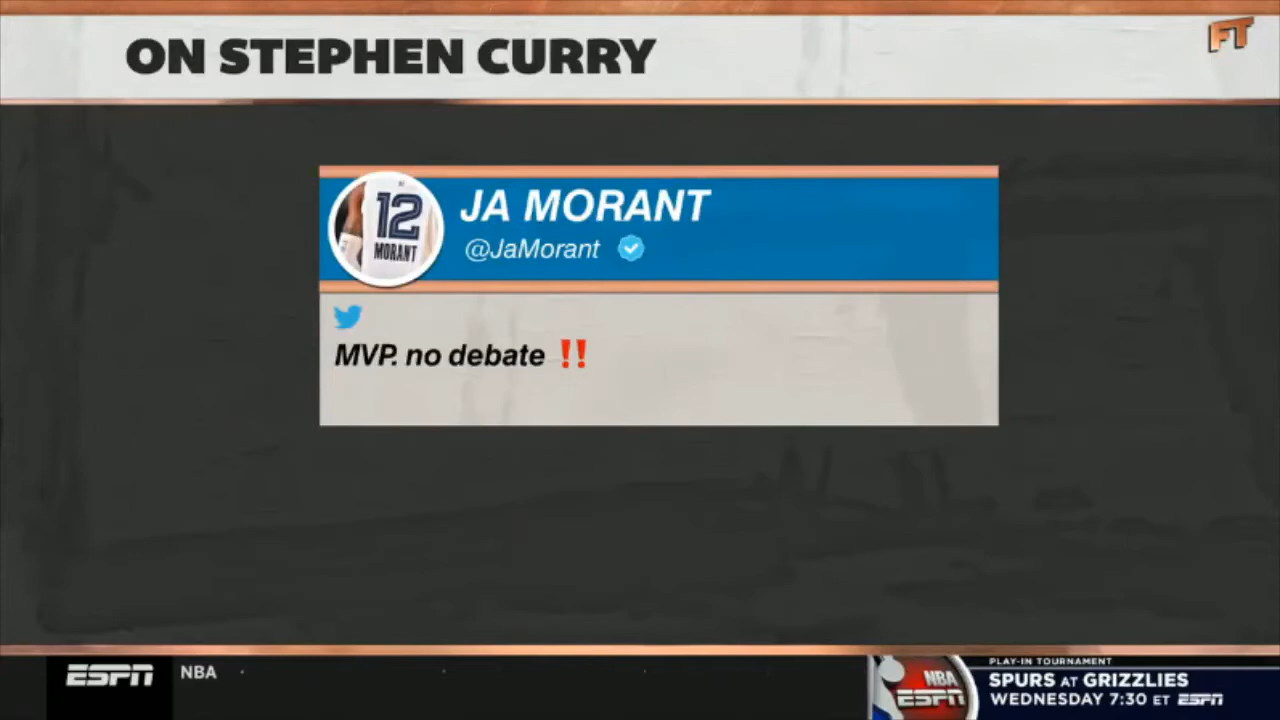 ON STEPHEN CURRY
FT
12
MORANT
JA MORANT
@JaMorant
MVP. no debate ‼️
ESPN
NBA
NBA
ESPN
PLAY-IN TOURNAMENT
SPURS AT GRIZZLIES
WEDNESDAY 7:30 ET ESPN